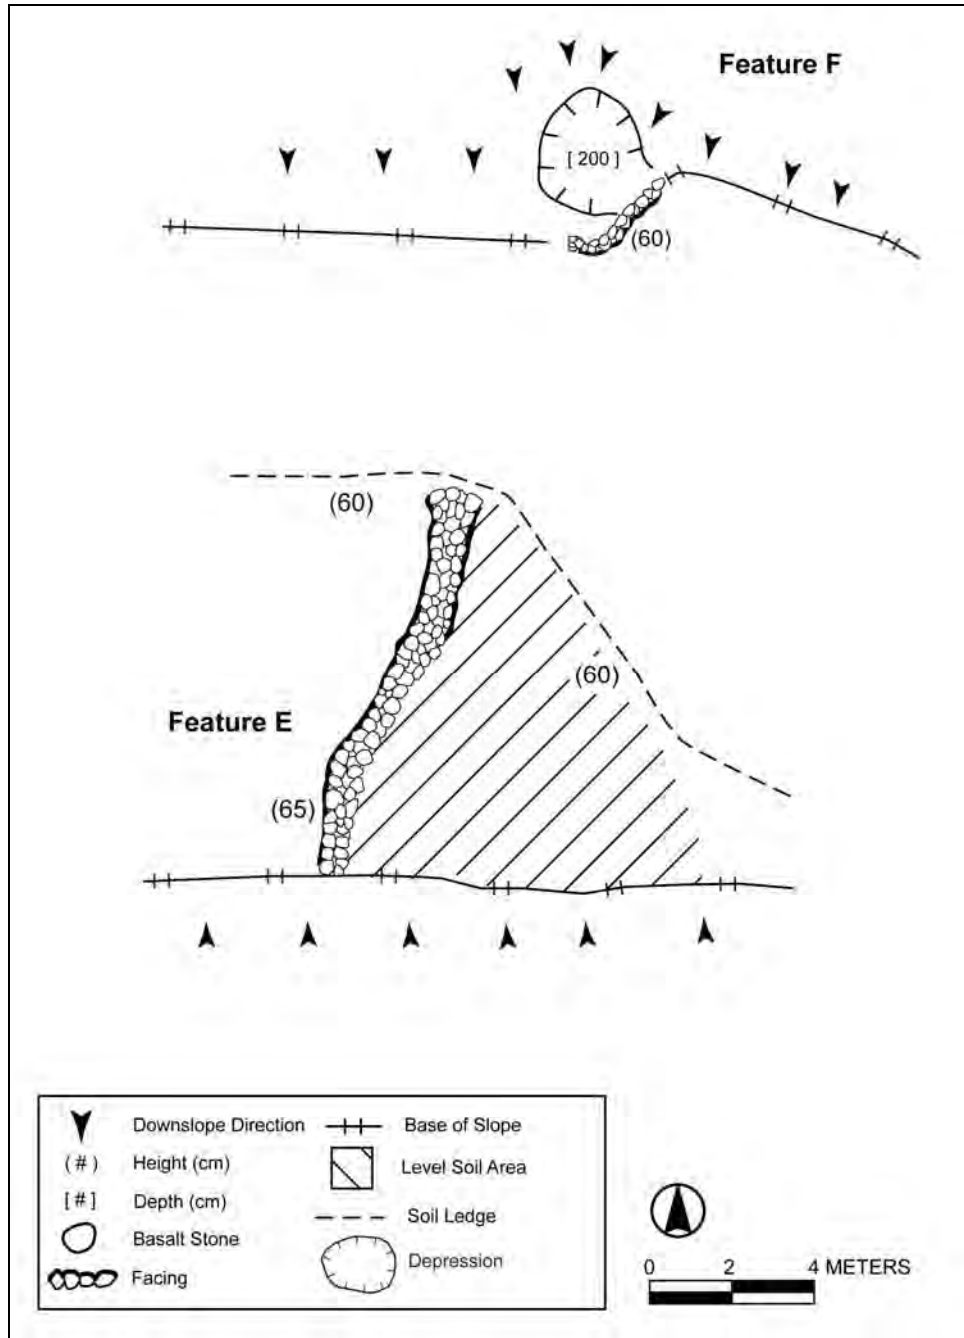 Feature F
[ 200 ]
(60)
(60)
(60)
Feature E
(65)
Downslope Direction
Base of Slope
(#) Height (cm)
Level Soil Area
[#] Depth (cm)
Soil Ledge
Basalt Stone
Depression
Facing
0 2 4 METERS